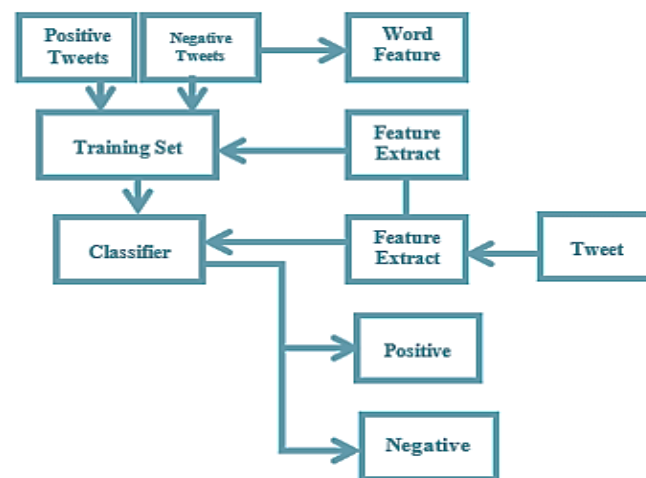 Positive
Tweets
Negative
Tweets
Word
Feature
Training Set
Feature
Extract
Classifier
Feature
Extract
Tweet
Positive
Negative